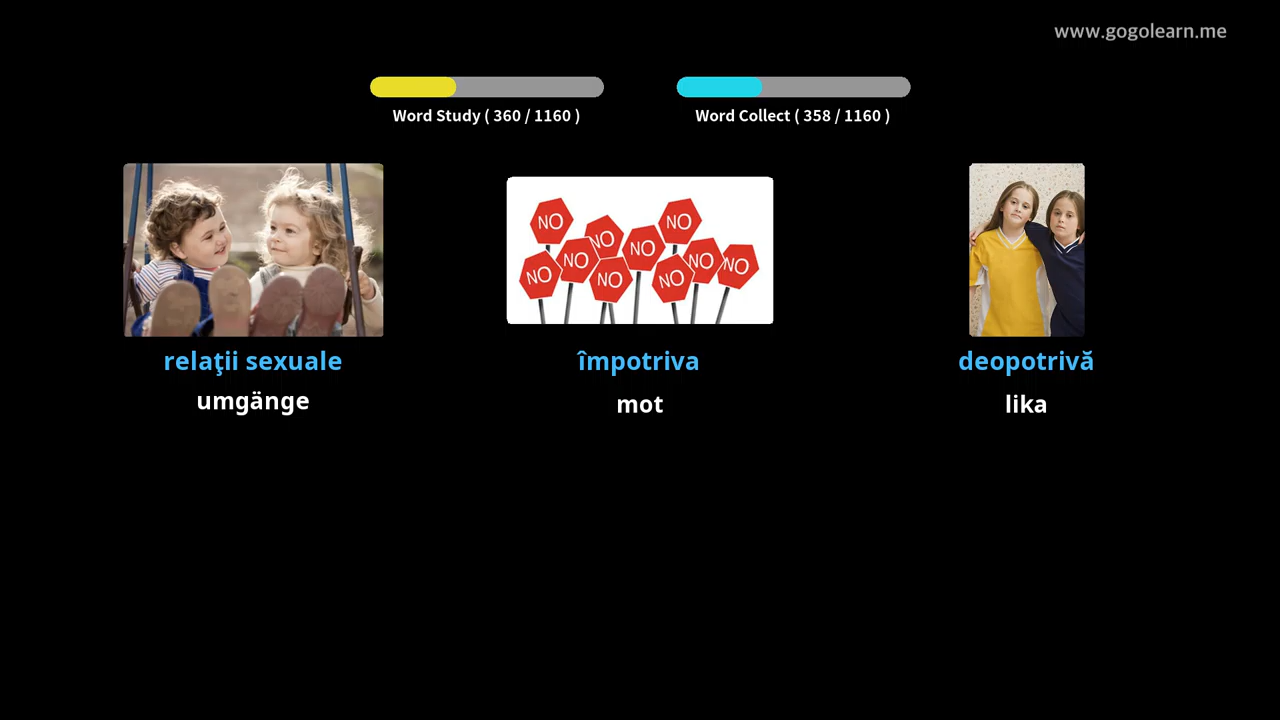 www.gogolearn.me
Word Study ( 360 / 1160 )
Word Collect ( 358 / 1160 )
NO
NO
NO
NO
NO
NO
NO
NO
NO
NO
relaţii sexuale
împotriva
deopotrivă
umgänge
mot
lika